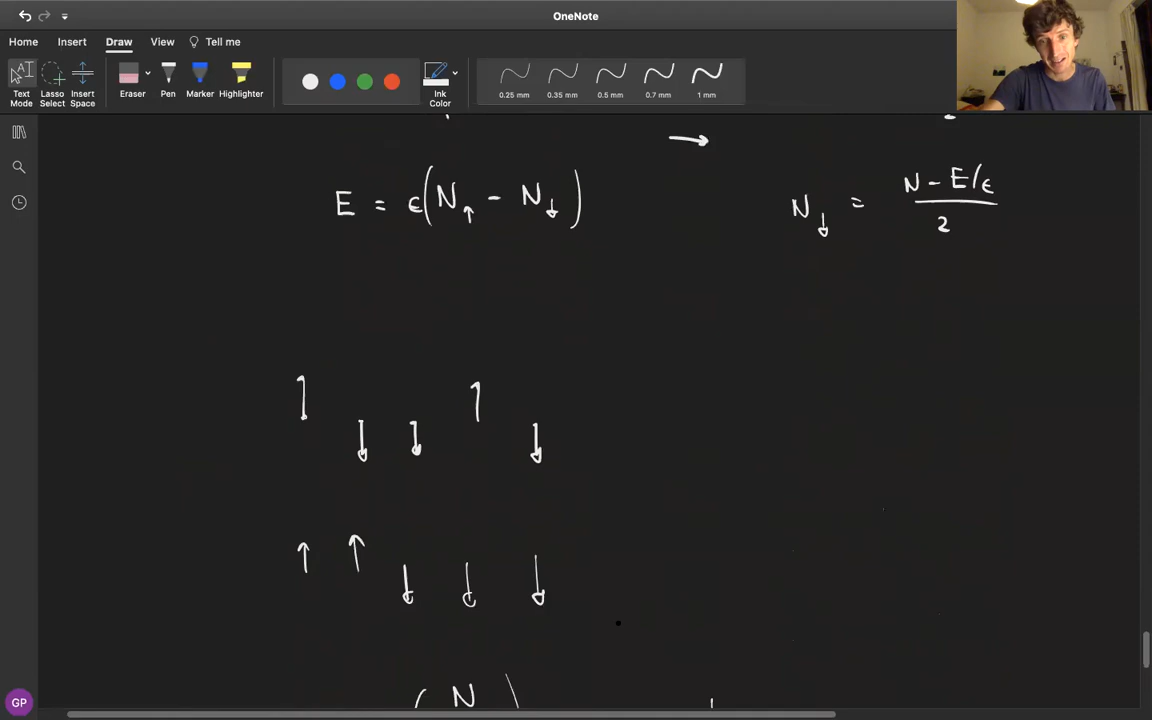 OneNote
Home Insert Draw View Tell me
Text Mode
Lasso Select
Insert Space
Eraser
Pen
Marker
Highlighter
Ink Color
0.25 mm
0.35 mm
0.5 mm
0.7 mm
1 mm
→
E = ϵ(N↑ - N↓)
N↓ = (N - E/ϵ)/2
↑ ↓ ↓ ↑ ↓
↑ ↑ ↓ ↓ ↓
( N )
GP